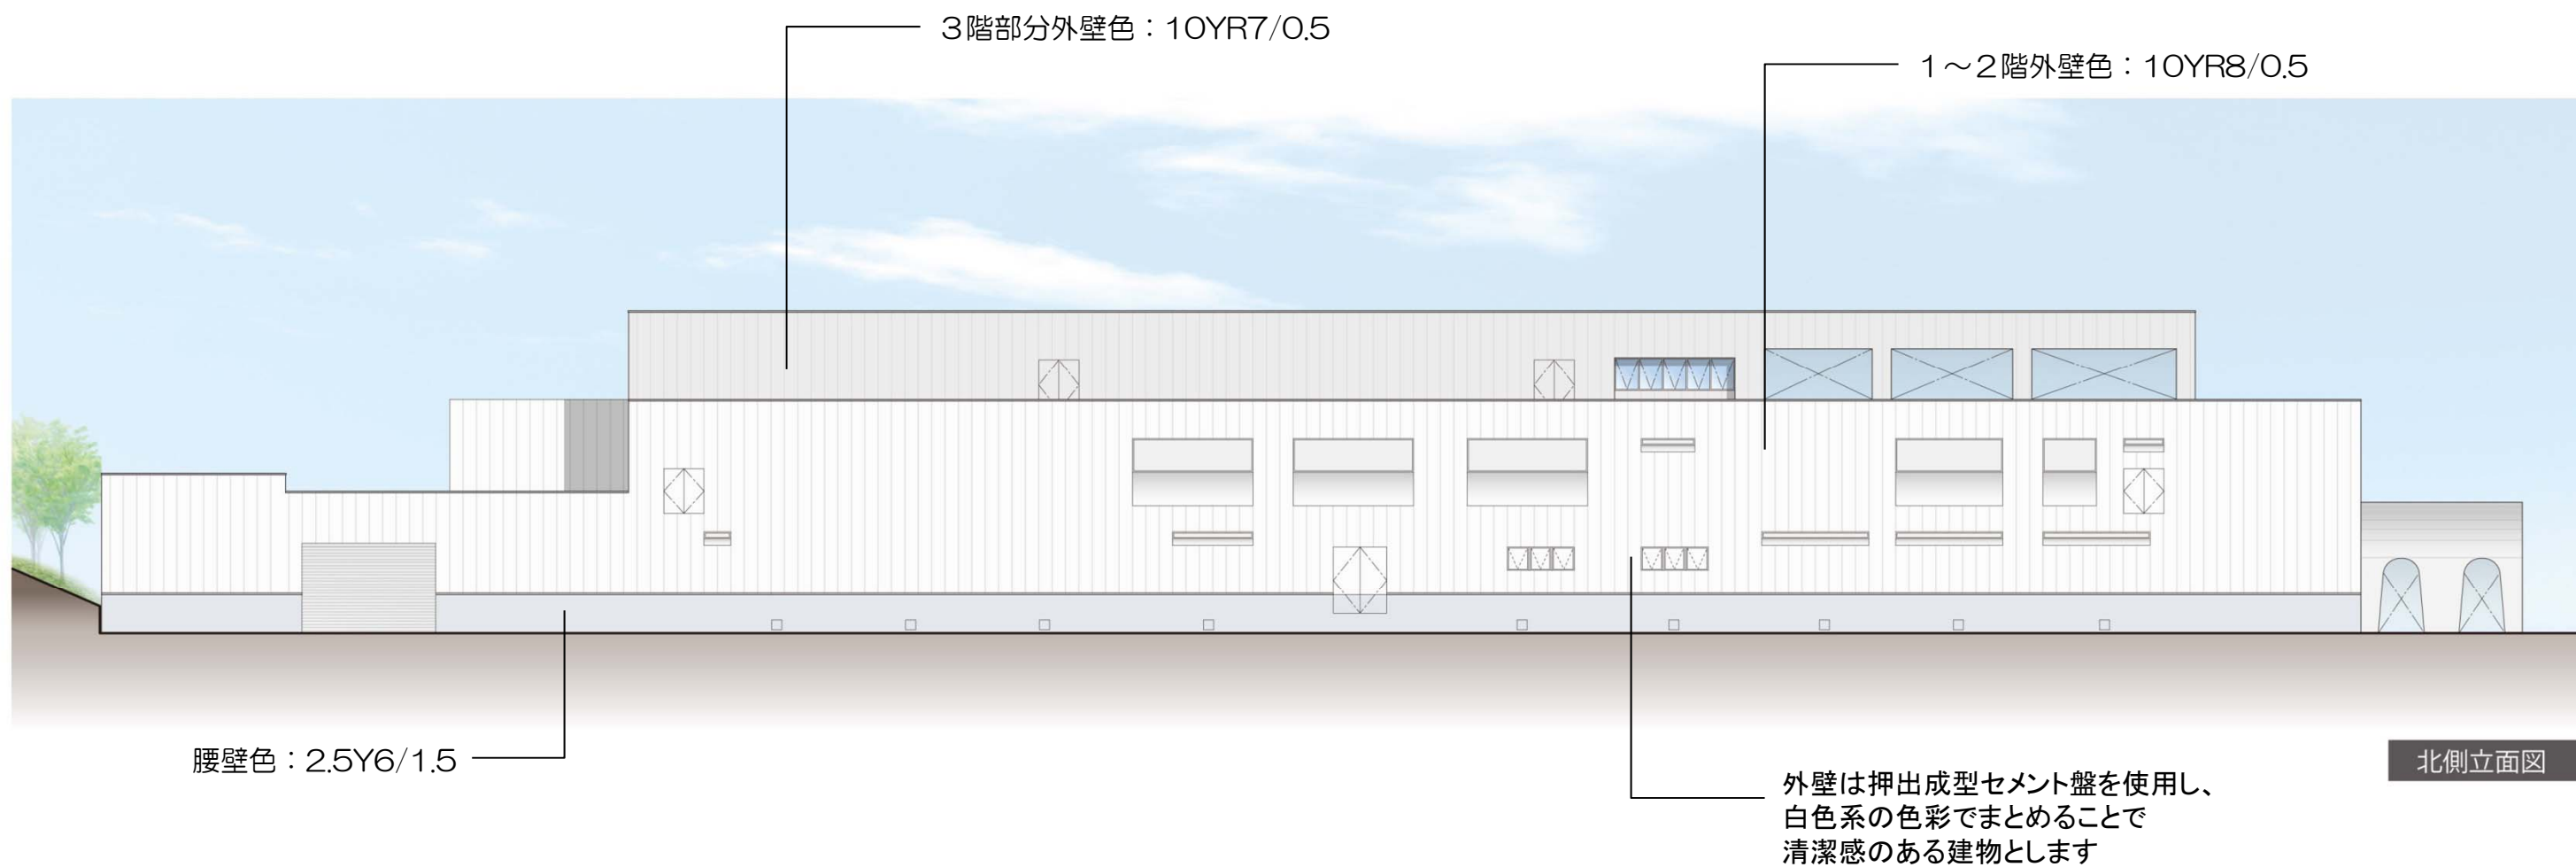 ３階部分外壁色：10YR7/0.5
１～２階外壁色：10YR8/0.5
腰壁色：2.5Y6/1.5
北側立面図
外壁は押出成型セメント盤を使用し、
白色系の色彩でまとめることで
清潔感のある建物とします